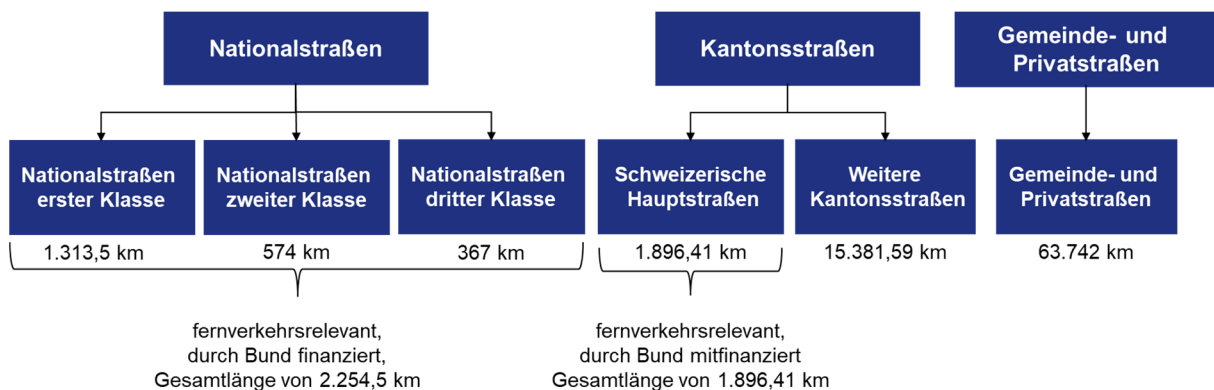 Nationalstraßen
Kantonsstraßen
Gemeinde- und
Privatstraßen
Nationalstraßen
erster Klasse
Nationalstraßen
zweiter Klasse
Nationalstraßen
dritter Klasse
Schweizerische
Hauptstraßen
Weitere
Kantonsstraßen
Gemeinde- und
Privatstraßen
1.313,5 km
574 km
367 km
1.896,41 km
15.381,59 km
63.742 km
fernverkehrsrelevant,
durch Bund finanziert,
Gesamtlänge von 2.254,5 km
fernverkehrsrelevant,
durch Bund mitfinanziert
Gesamtlänge von 1.896,41 km